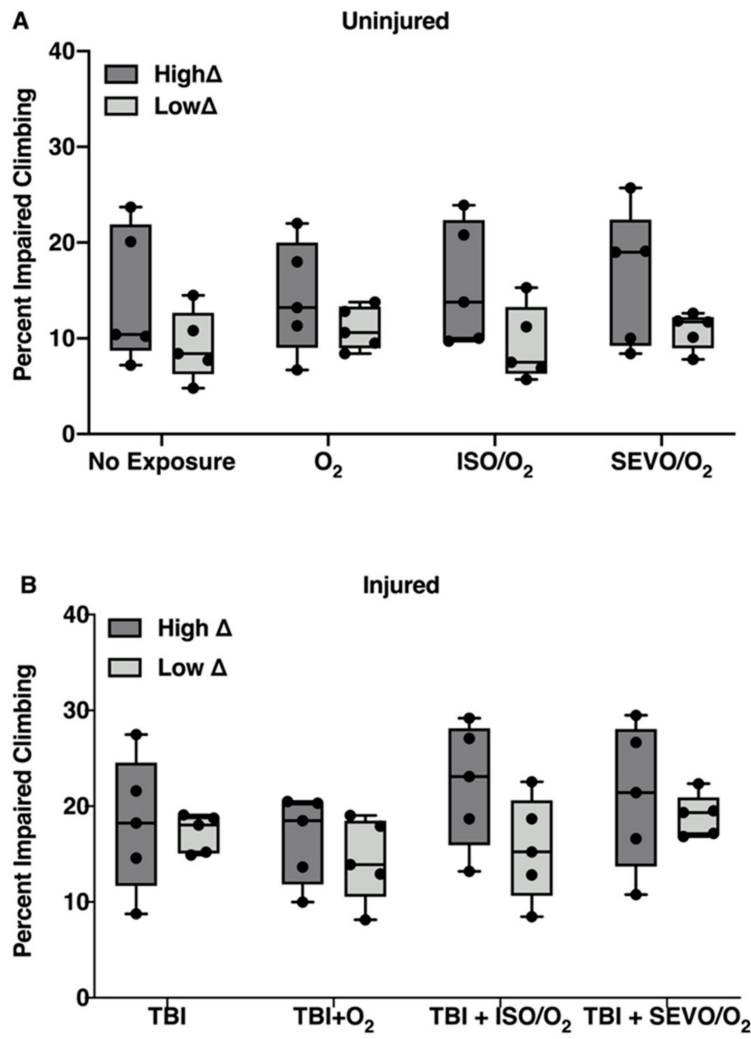 A
Uninjured
HighΔ
LowΔ
Percent Impaired Climbing
40
30
20
10
0
No Exposure O₂ ISO/O₂ SEVO/O₂
B
Injured
High Δ
Low Δ
Percent Impaired Climbing
40
30
20
10
0
TBI TBI+O₂ TBI + ISO/O₂ TBI + SEVO/O₂